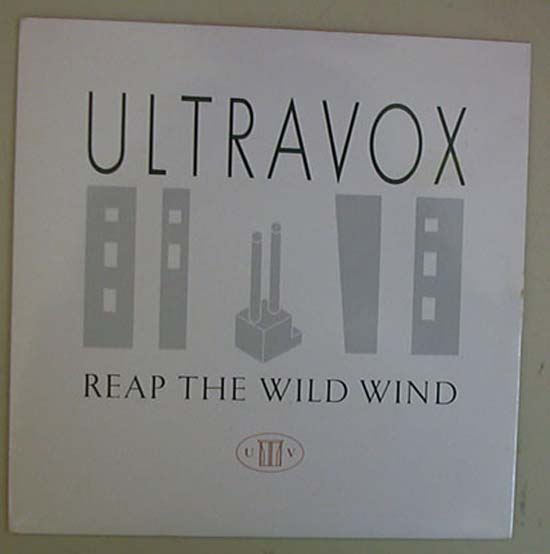 ULTRAVOX
REAP THE WILD WIND
U V